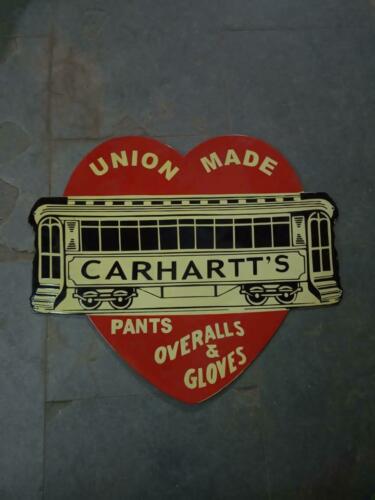 UNION MADE
CARHARTT'S
PANTS
OVERALLS
&
GLOVES